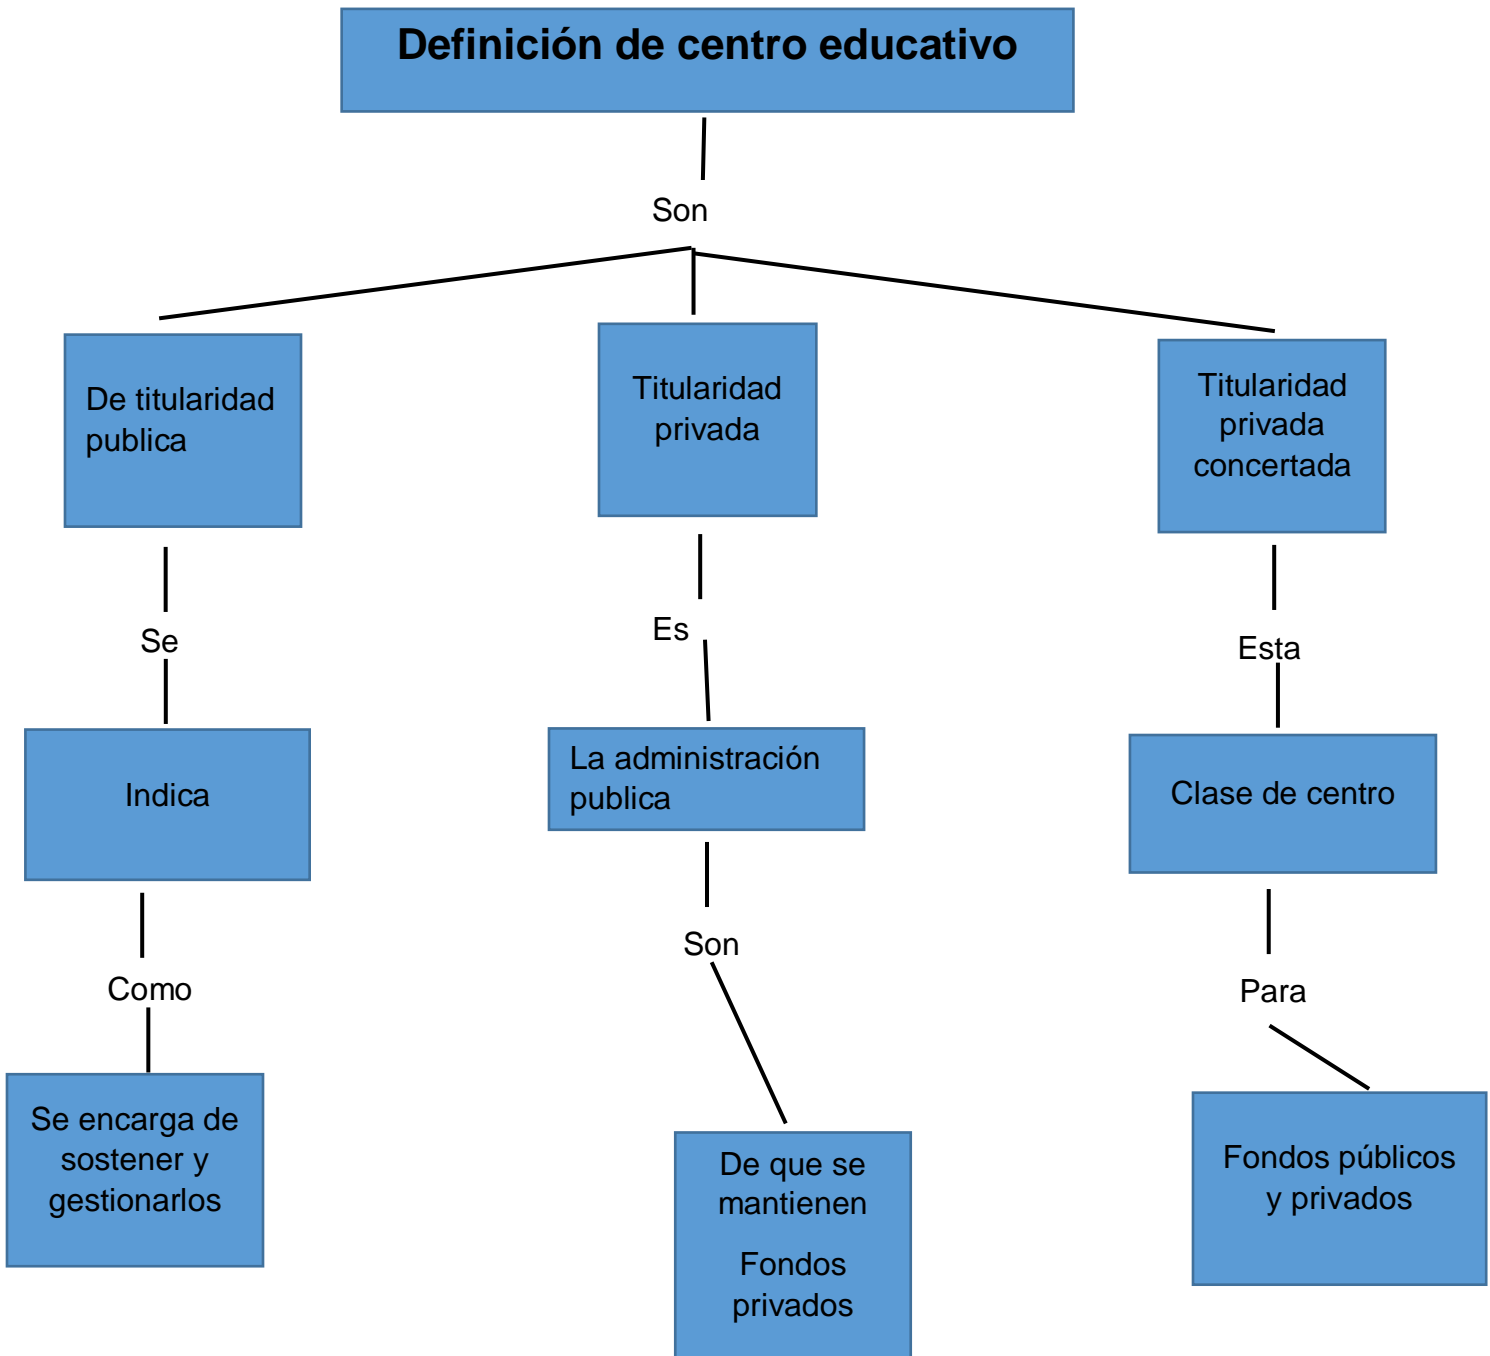 Definición de centro educativo
Son
De titularidad
publica
Titularidad
privada
Titularidad
privada
concertada
Se
Es
Esta
Indica
La administración
publica
Clase de centro
Como
Son
Para
Se encarga de
sostener y
gestionarlos
De que se
mantienen
Fondos
privados
Fondos públicos
y privados